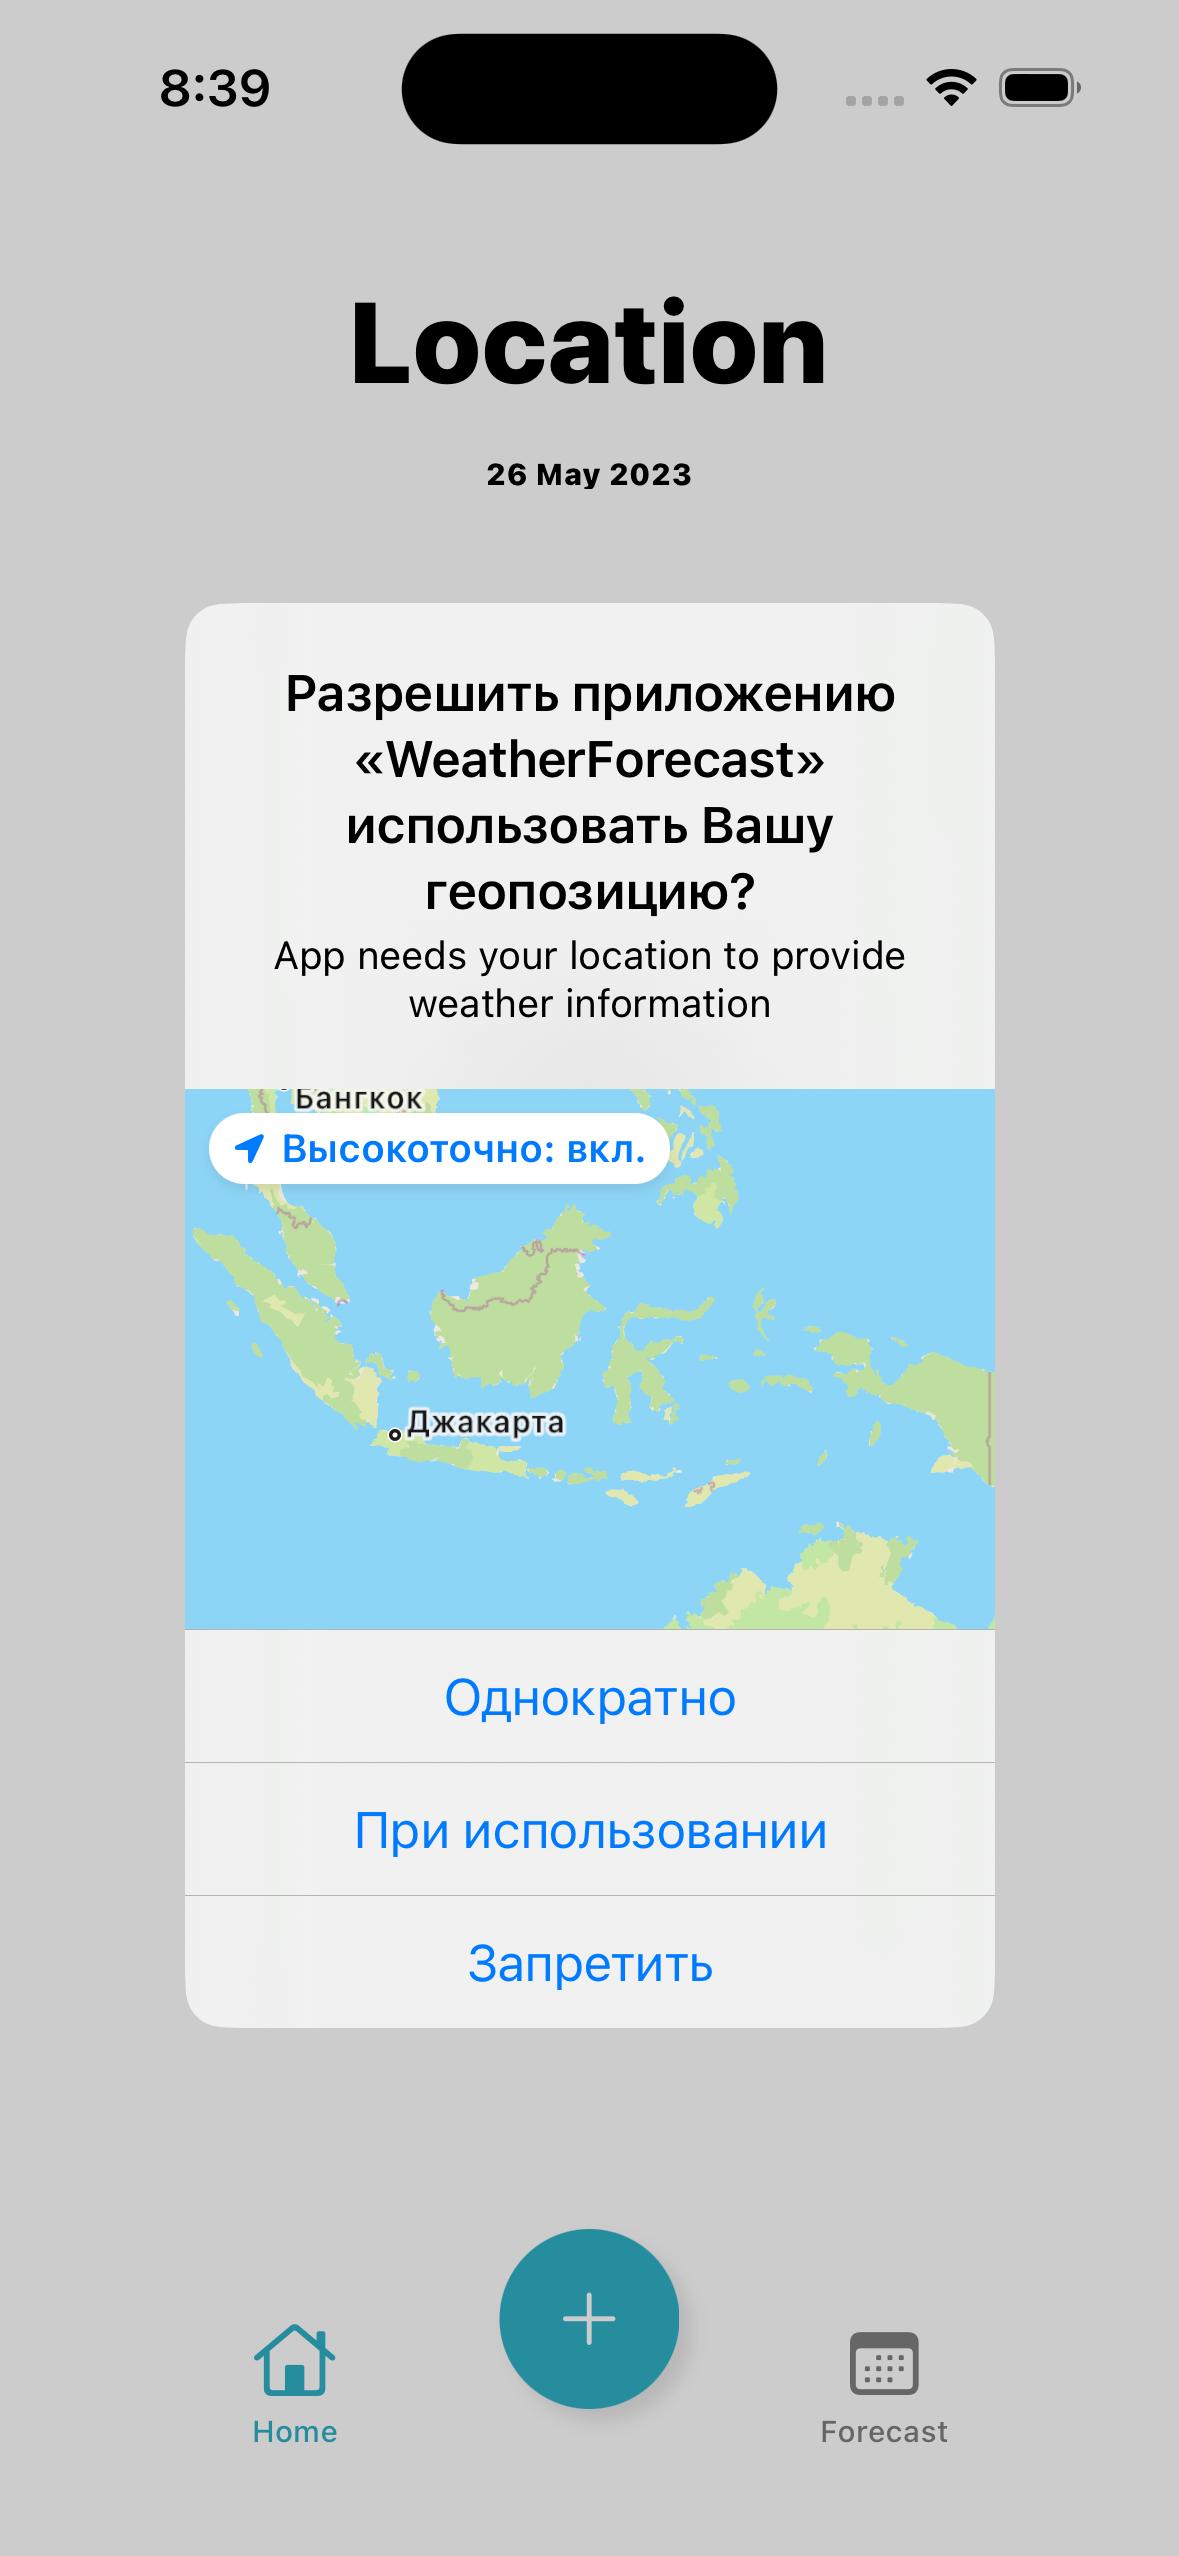 8:39
Location
26 May 2023
Разрешить приложению
«WeatherForecast»
использовать Вашу
геопозицию?
App needs your location to provide
weather information
Бангкок
Высокоточно: вкл.
Джакарта
Однократно
При использовании
Запретить
Home
Forecast